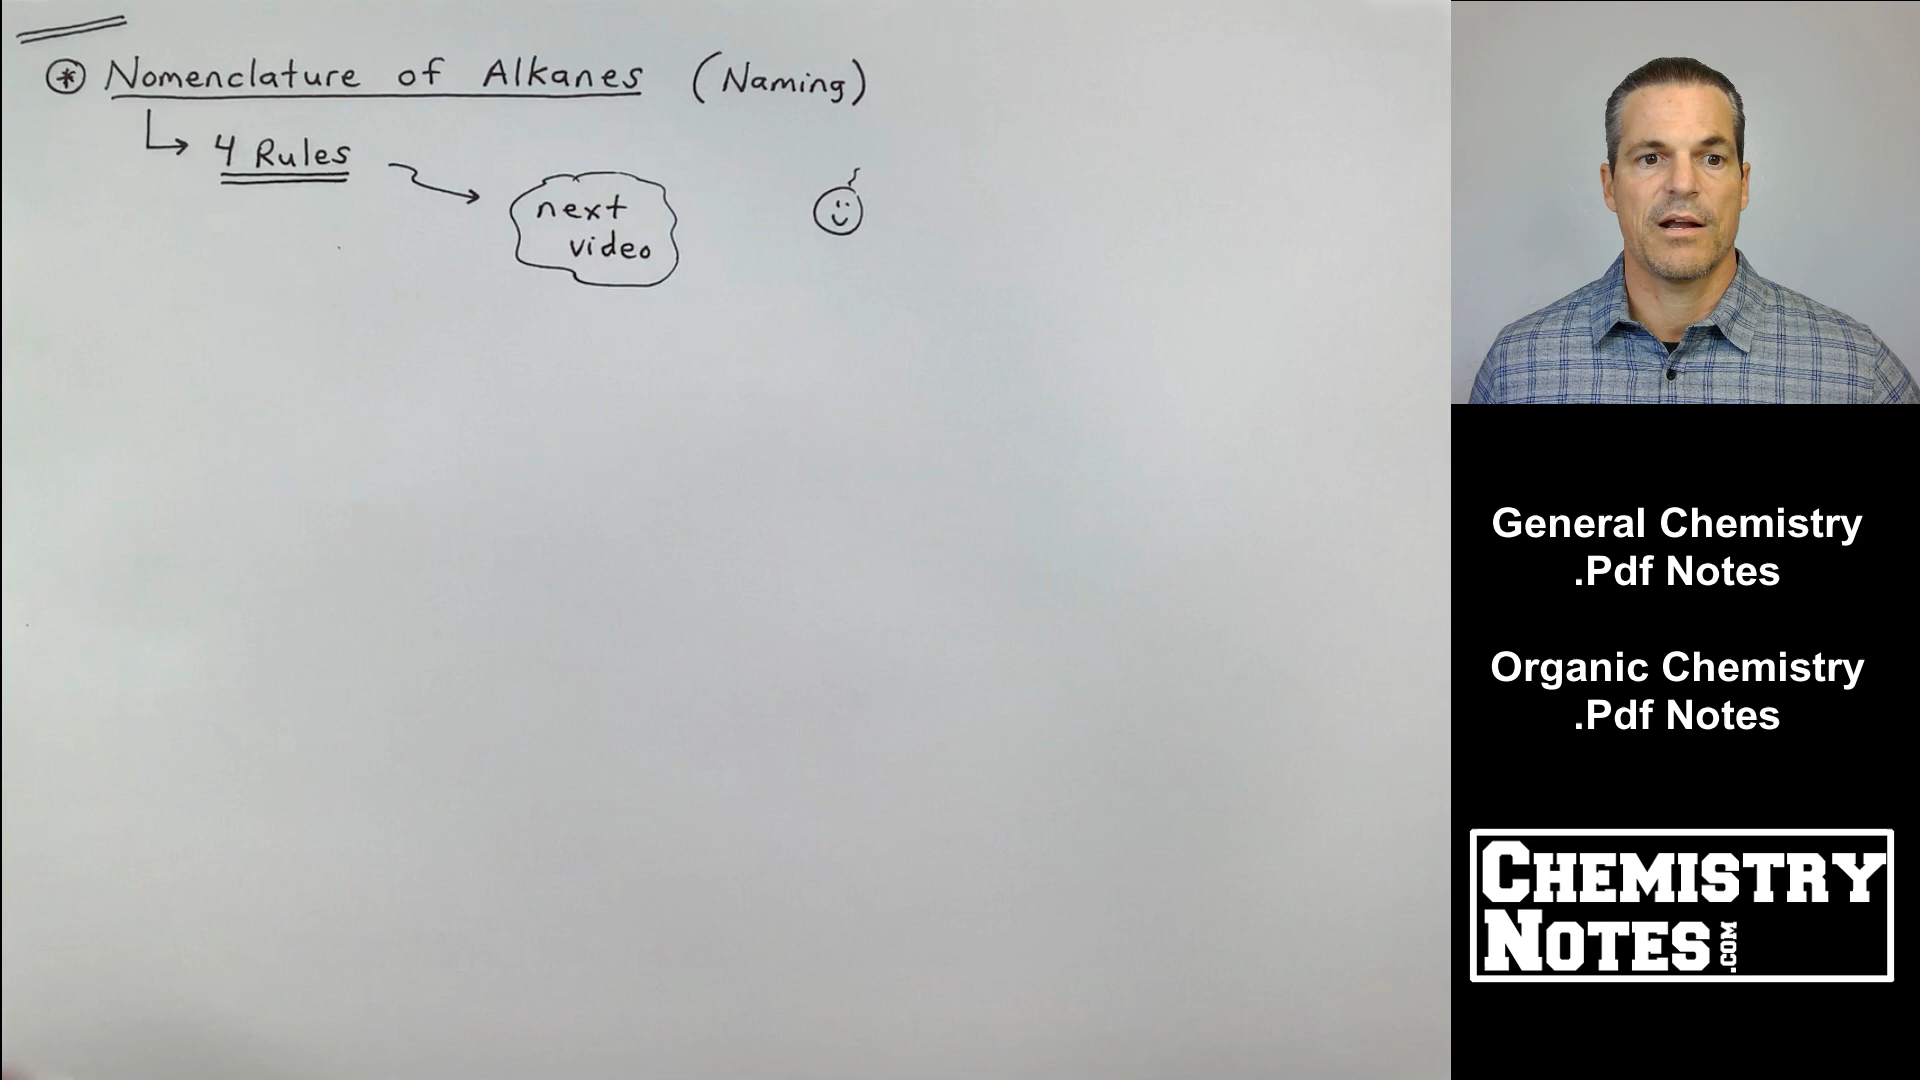 Nomenclature of Alkanes (Naming)
4 Rules
next
video
General Chemistry
.Pdf Notes
Organic Chemistry
.Pdf Notes
CHEMISTRY
NOTES.COM